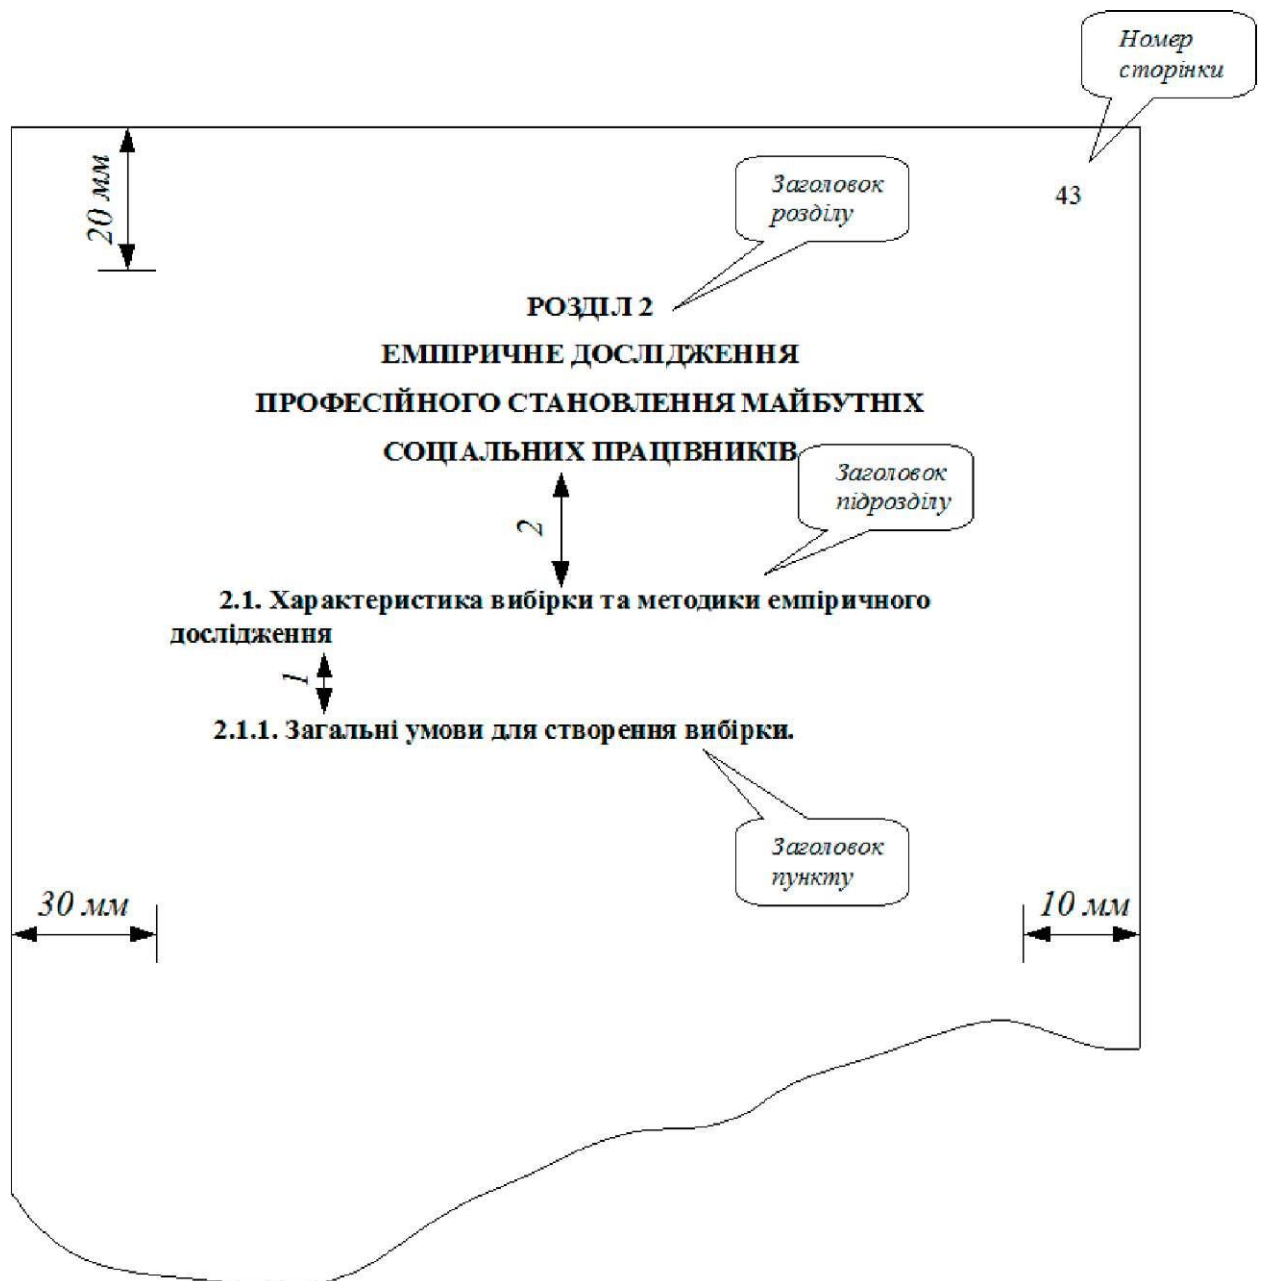 Номер
сторінки
20 мм
Заголовок
розділу
43
РОЗДІЛ 2
ЕМПІРИЧНЕ ДОСЛІДЖЕННЯ
ПРОФЕСІЙНОГО СТАНОВЛЕННЯ МАЙБУТНІХ
СОЦІАЛЬНИХ ПРАЦІВНИКІВ
Заголовок
підрозділу
2
2.1. Характеристика вибірки та методики емпіричного
дослідження
1
2.1.1. Загальні умови для створення вибірки.
Заголовок
пункту
30 мм
10 мм